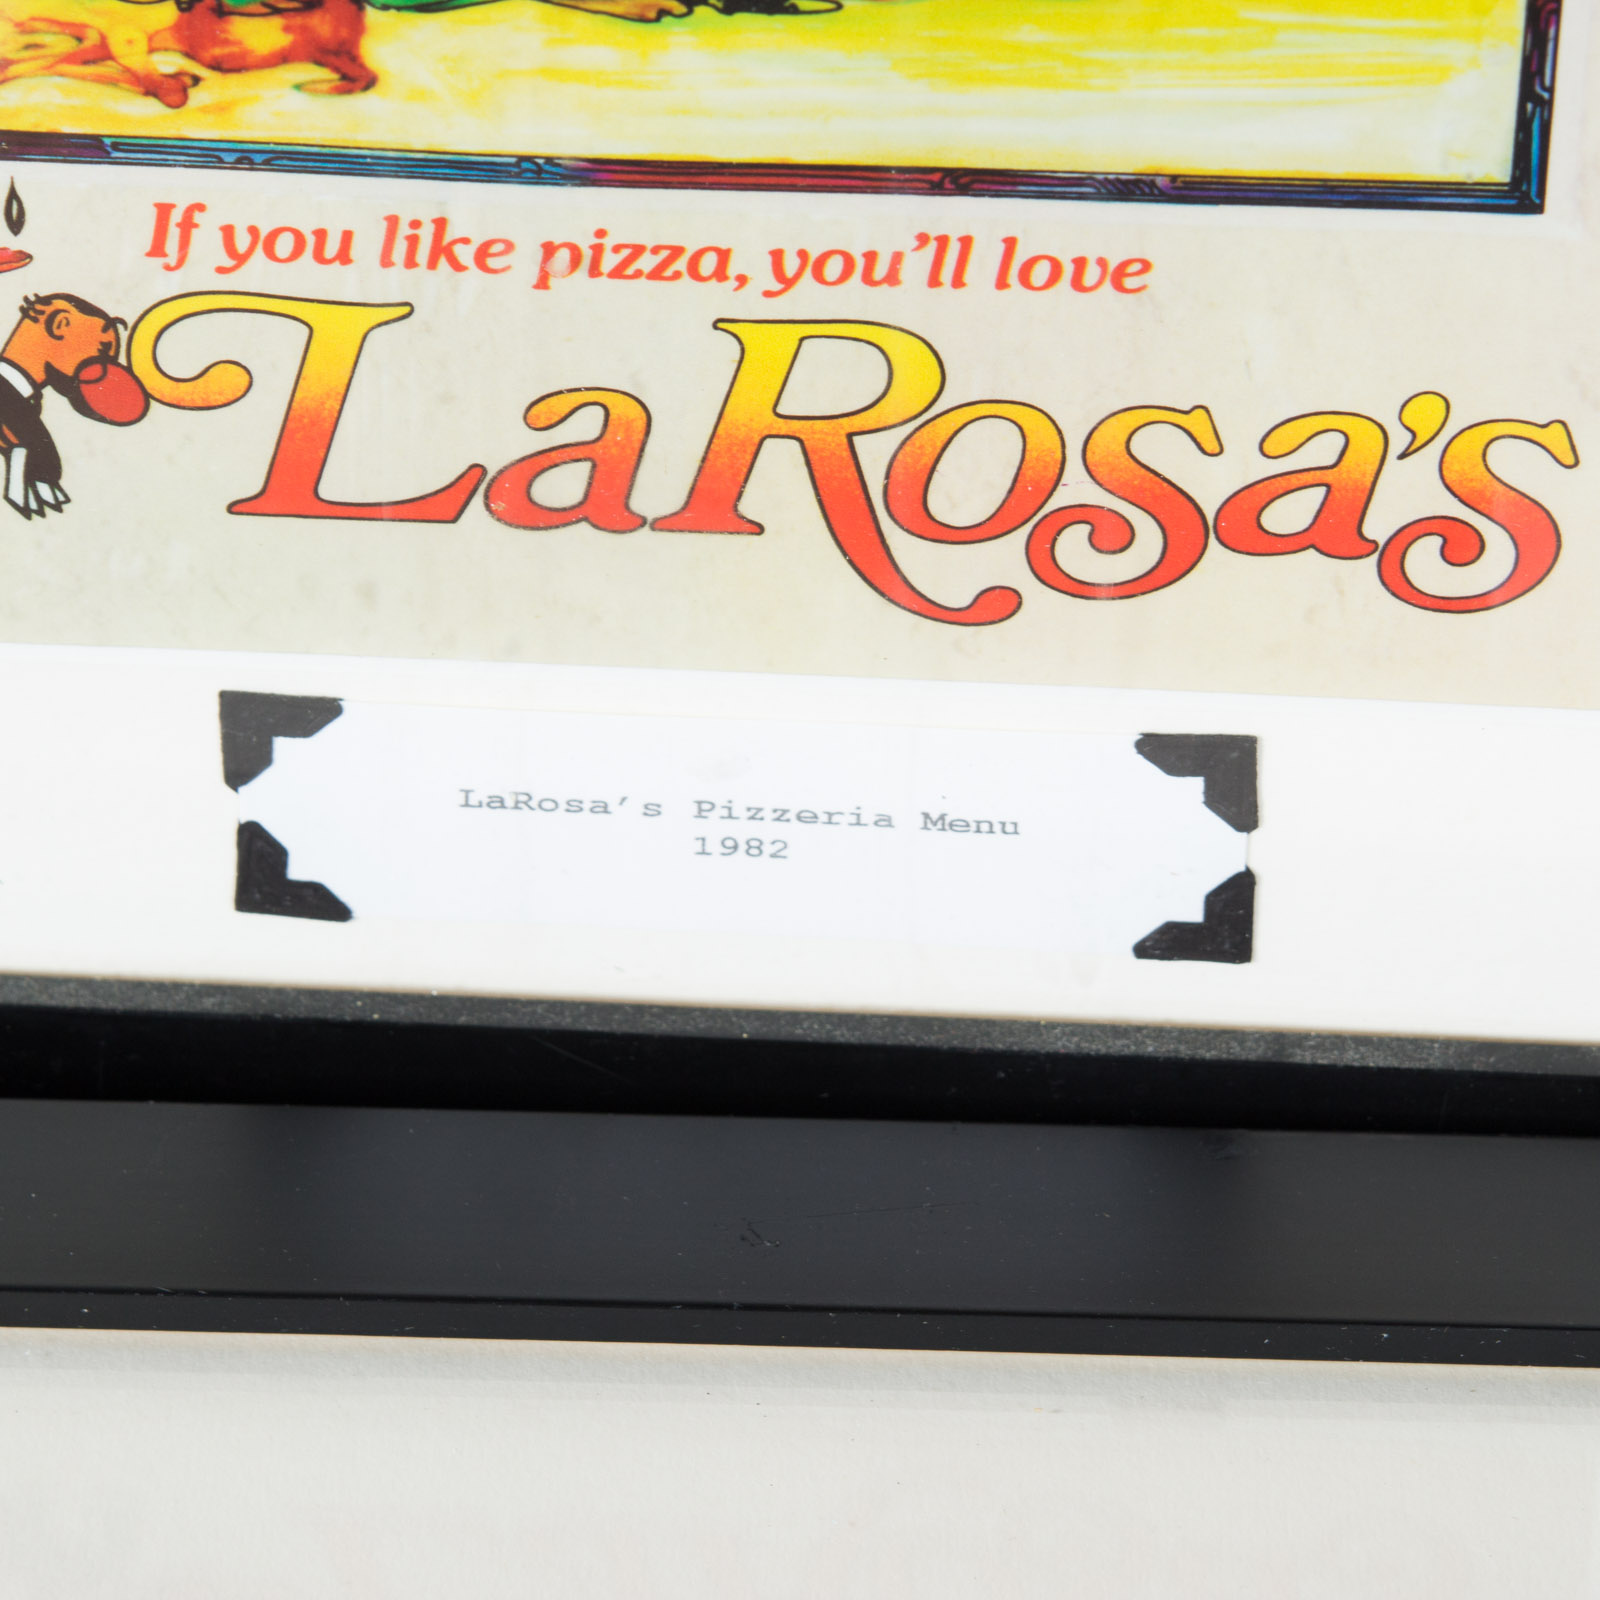 If you like pizza, you'll love
LaRosa's
LaRosa's Pizzeria Menu
1982